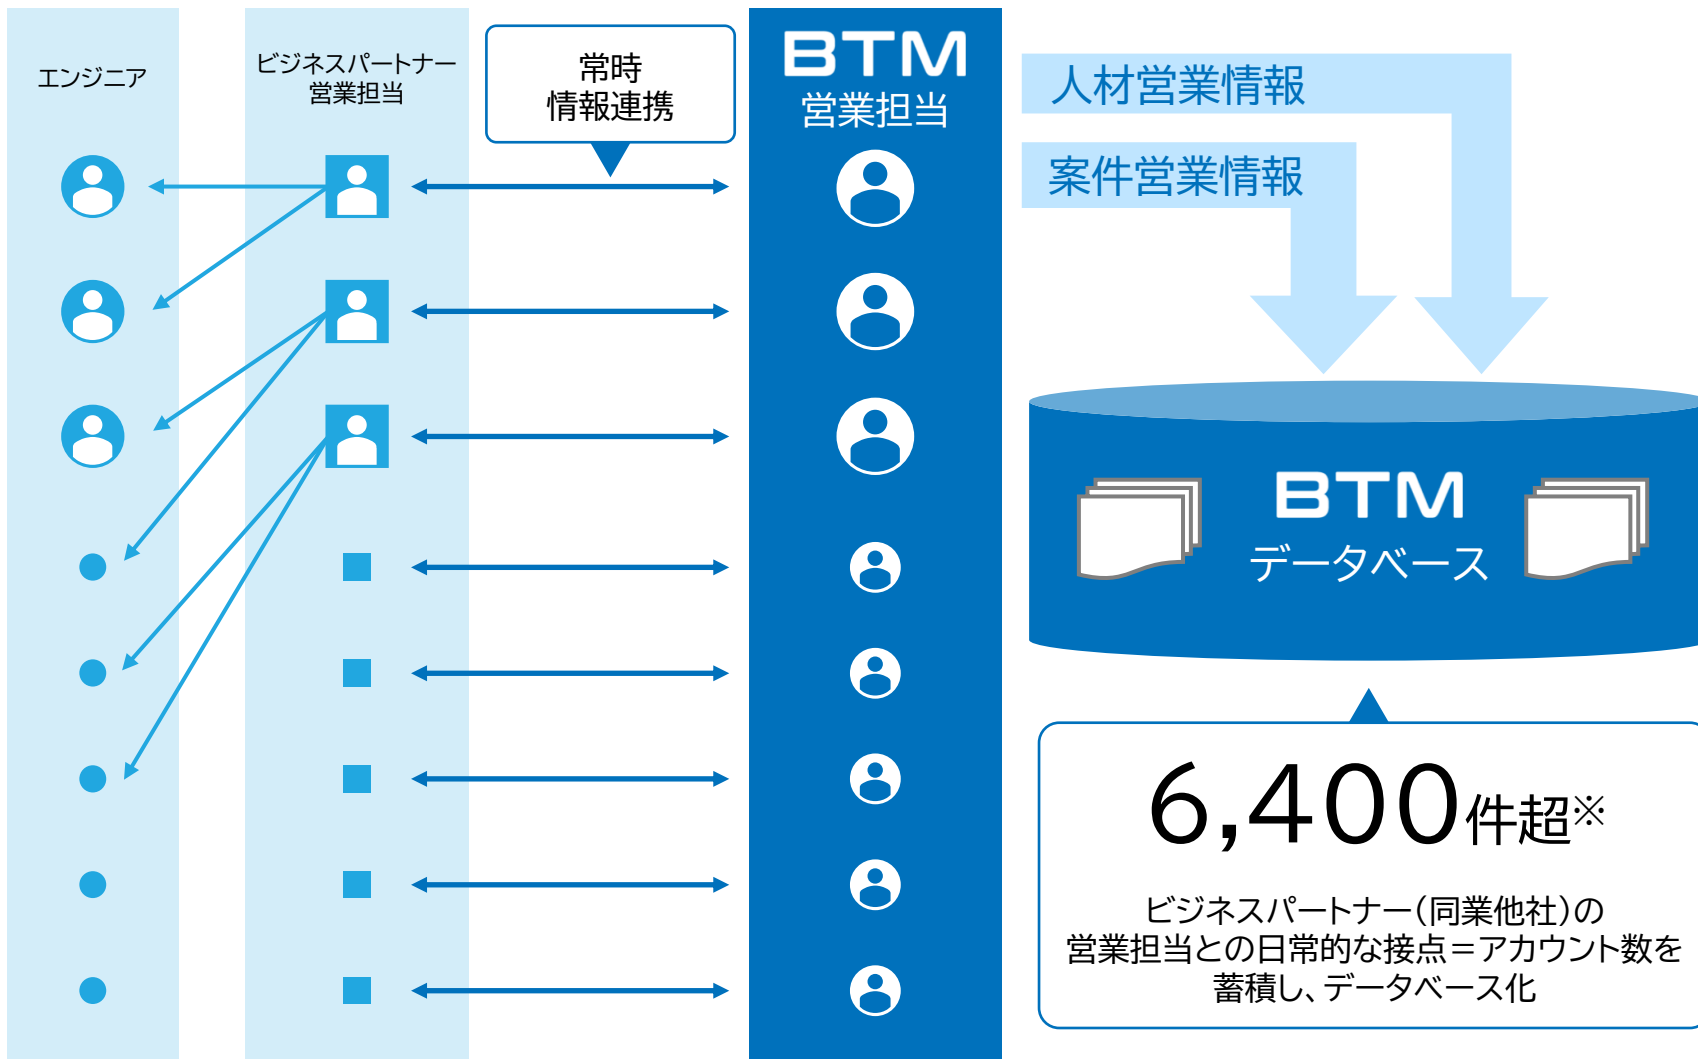 エンジニア
ビジネスパートナー
営業担当
常時
情報連携
BTM
営業担当
人材営業情報
案件営業情報
BTM
データベース
6,400件超※
ビジネスパートナー(同業他社)の
営業担当との日常的な接点=アカウント数を
蓄積し、データベース化